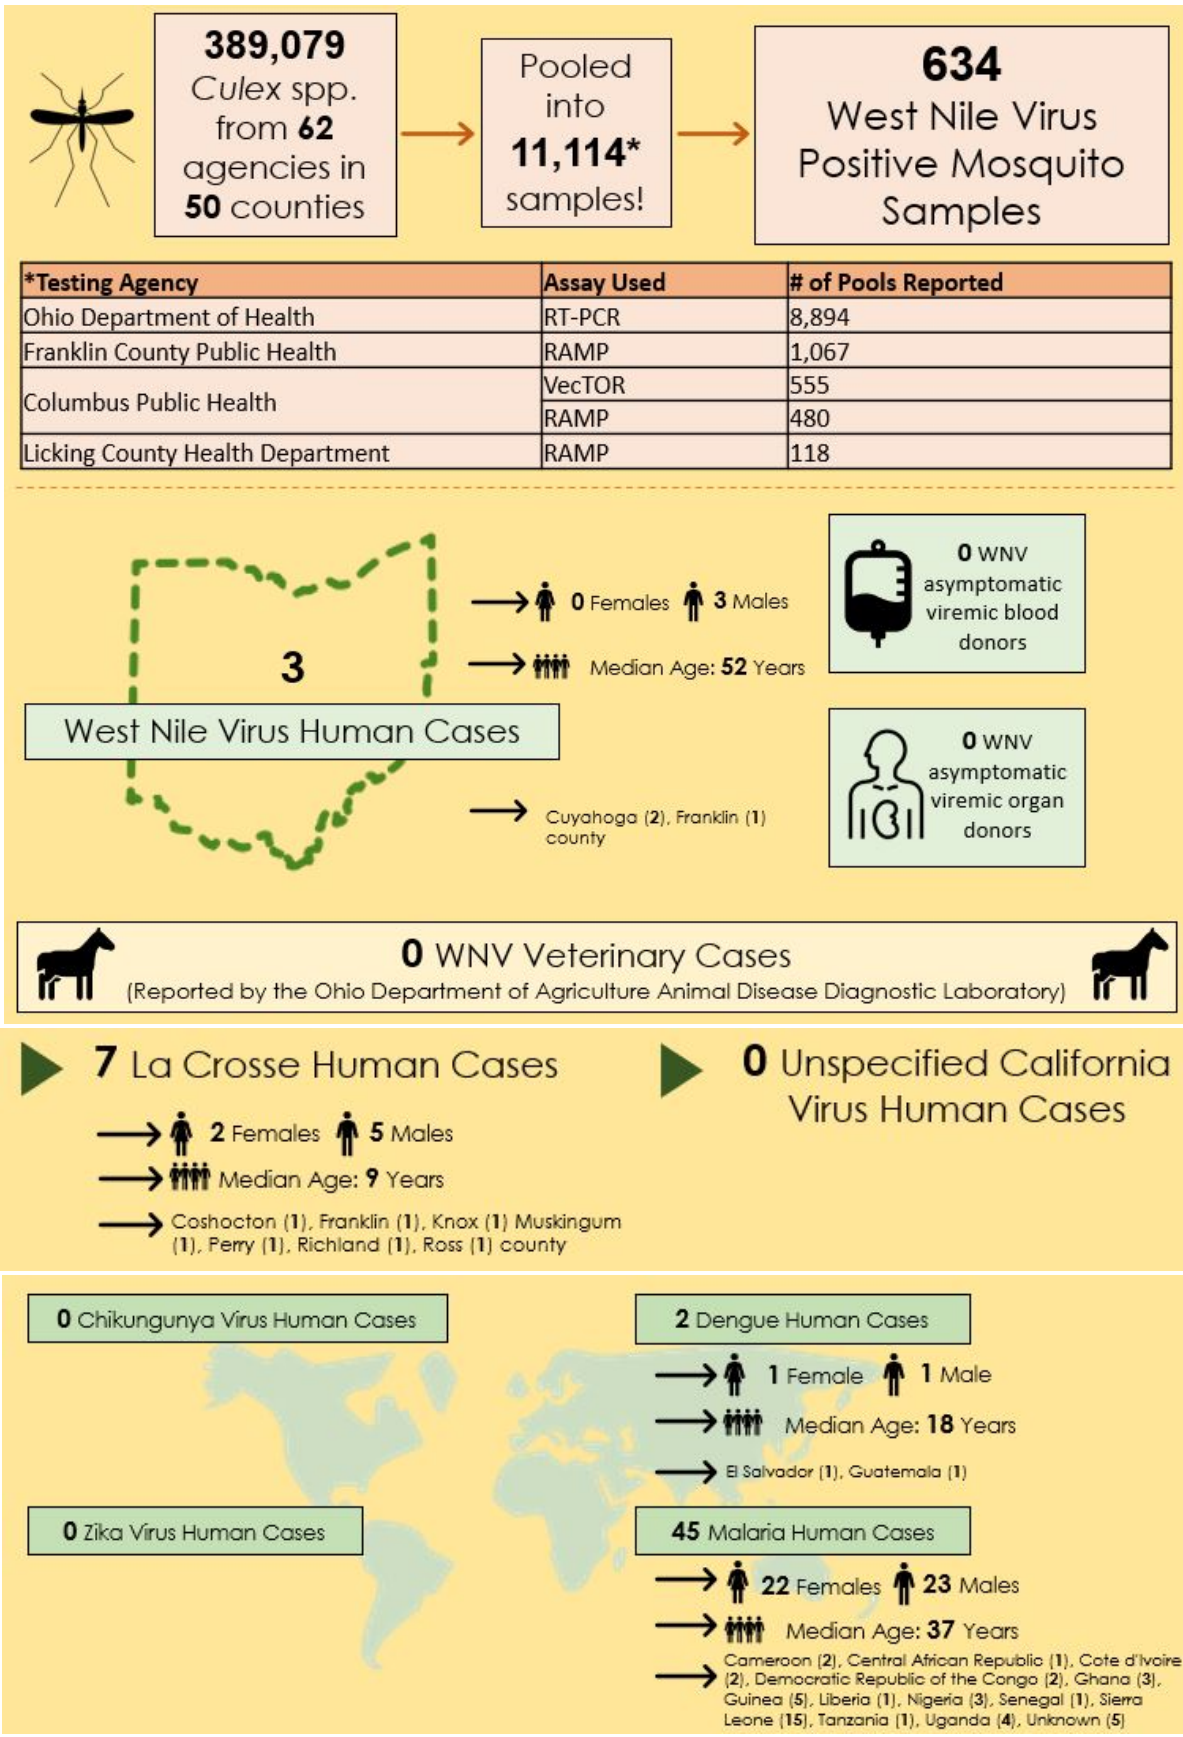 389,079
Culex spp.
from 62
agencies in
50 counties
Pooled
into
11,114*
samples!
634
West Nile Virus
Positive Mosquito
Samples
*Testing Agency Assay Used # of Pools Reported
Ohio Department of Health RT-PCR 8,894
Franklin County Public Health RAMP 1,067
Columbus Public Health VecTOR 555
RAMP 480
Licking County Health Department RAMP 118
3
West Nile Virus Human Cases
0 Females 3 Males
Median Age: 52 Years
Cuyahoga (2), Franklin (1)
county
0 WNV
asymptomatic
viremic blood
donors
0 WNV
asymptomatic
viremic organ
donors
0 WNV Veterinary Cases
(Reported by the Ohio Department of Agriculture Animal Disease Diagnostic Laboratory)
7 La Crosse Human Cases
2 Females 5 Males
Median Age: 9 Years
Coshocton (1), Franklin (1), Knox (1) Muskingum
(1), Perry (1), Richland (1), Ross (1) county
0 Unspecified California
Virus Human Cases
0 Chikungunya Virus Human Cases
2 Dengue Human Cases
1 Female 1 Male
Median Age: 18 Years
El Salvador (1), Guatemala (1)
0 Zika Virus Human Cases
45 Malaria Human Cases
22 Females 23 Males
Median Age: 37 Years
Cameroon (2), Central African Republic (1), Cote d'Ivoire
(2), Democratic Republic of the Congo (2), Ghana (3),
Guinea (5), Liberia (1), Nigeria (3), Senegal (1), Sierra
Leone (15), Tanzania (1), Uganda (4), Unknown (5)